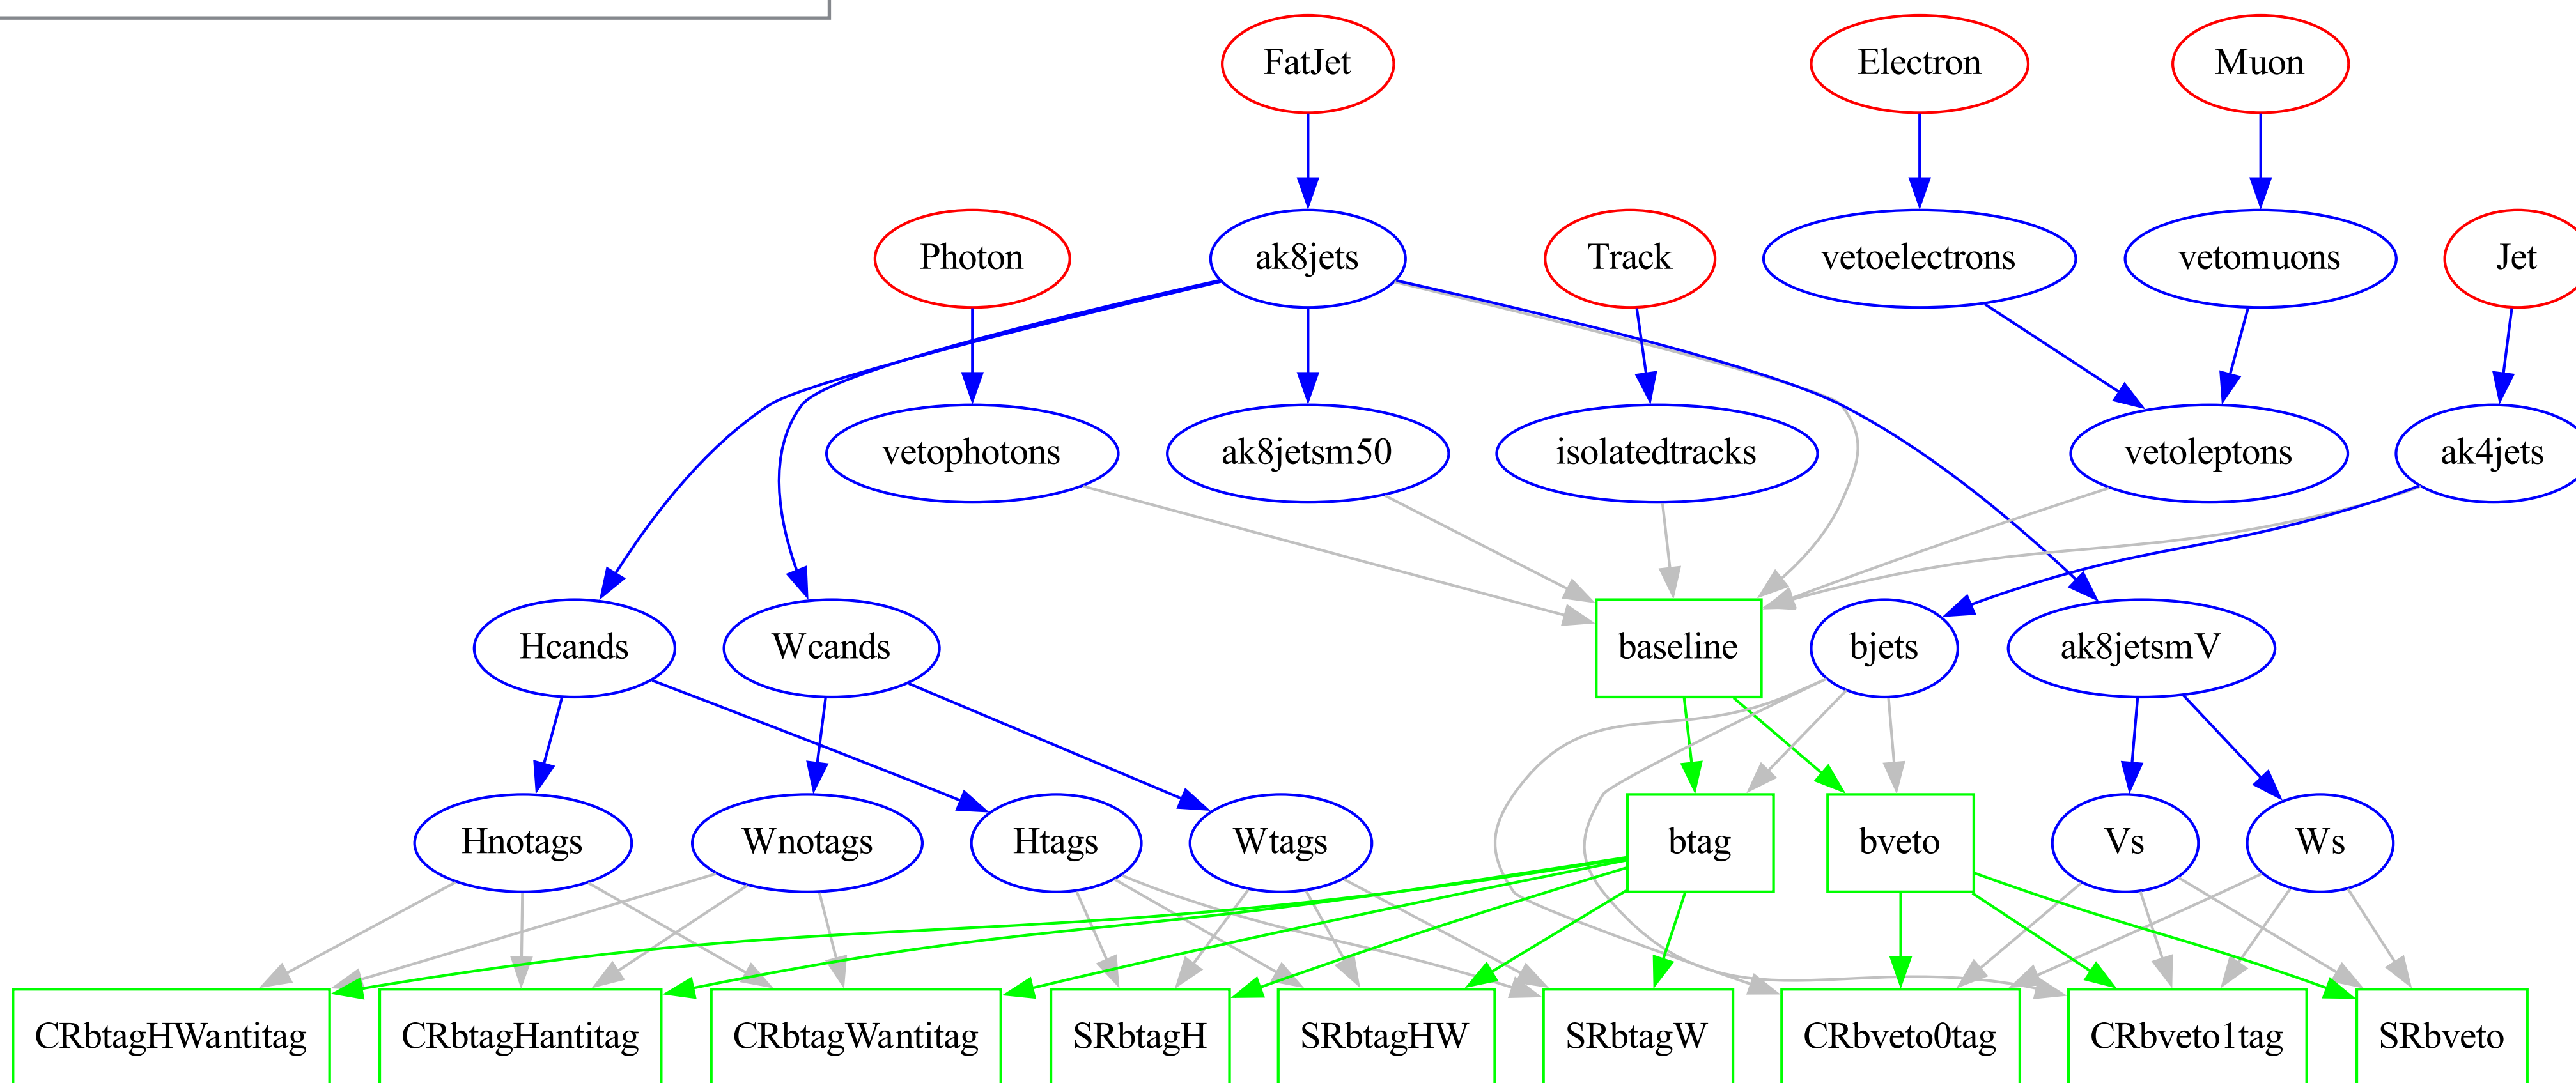 FatJet
Electron
Muon
Photon
ak8jets
Track
vetoelectrons
vetomuons
Jet
vetophotons
ak8jetsm50
isolatedtracks
vetoleptons
ak4jets
Hcands
Wcands
baseline
bjets
ak8jetsmV
Hnotags
Wnotags
Htags
Wtags
btag
bveto
Vs
Ws
CRbtagHWantitag
CRbtagHantitag
CRbtagWantitag
SRbtagH
SRbtagHW
SRbtagW
CRbveto0tag
CRbveto1tag
SRbveto